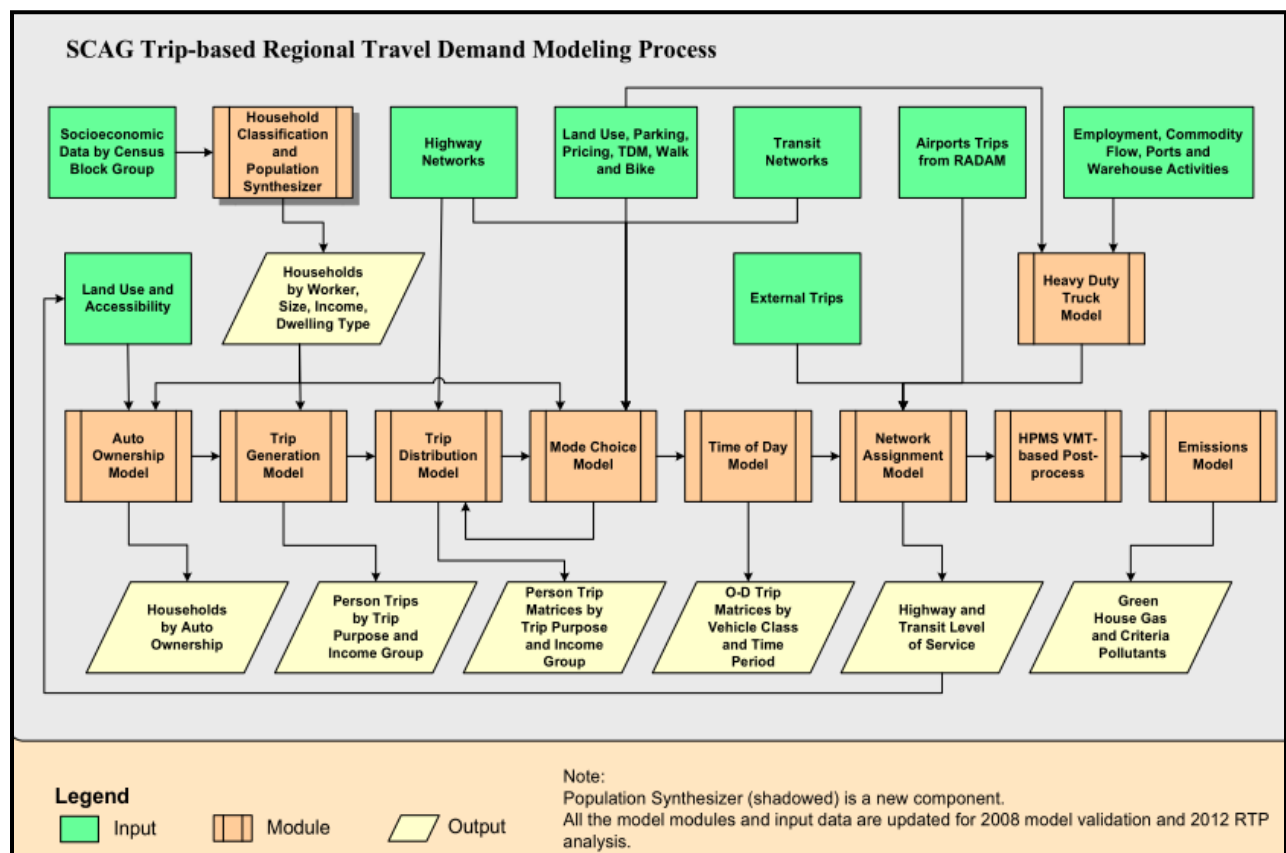 SCAG Trip-based Regional Travel Demand Modeling Process
Socioeconomic
Data by Census
Block Group
Household
Classification
and
Population
Synthesizer
Highway
Networks
Land Use, Parking,
Pricing, TDM, Walk
and Bike
Transit
Networks
Airports Trips
from RADAM
Employment, Commodity
Flow, Ports and
Warehouse Activities
Land Use and
Accessibility
Households
by Worker,
Size, Income,
Dwelling Type
External Trips
Heavy Duty
Truck
Model
Auto
Ownership
Model
Trip
Generation
Model
Trip
Distribution
Model
Mode Choice
Model
Time of Day
Model
Network
Assignment
Model
HPMS VMT-
based Post-
process
Emissions
Model
Households
by Auto
Ownership
Person Trips
by Trip
Purpose and
Income Group
Person Trip
Matrices by
Trip Purpose
and Income
Group
O-D Trip
Matrices by
Vehicle Class
and Time
Period
Highway and
Transit Level
of Service
Green
House Gas
and Criteria
Pollutants
Legend
Input
Module
Output
Note:
Population Synthesizer (shadowed) is a new component.
All the model modules and input data are updated for 2008 model validation and 2012 RTP
analysis.